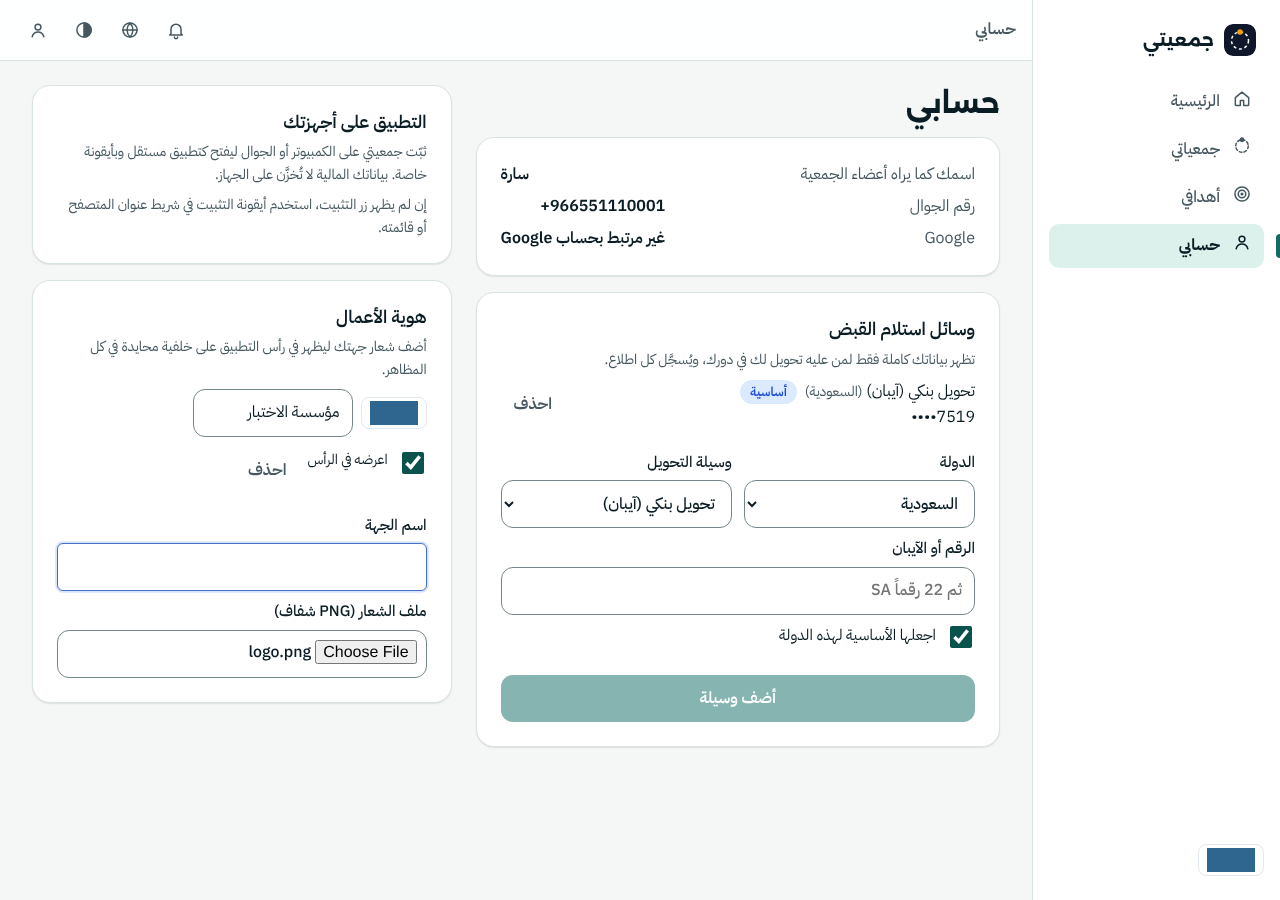 جمعيتي
الرئيسية
جمعياتي
أهدافي
حسابي
حسابي
حسابي
اسمك كما يراه أعضاء الجمعية
سارة
رقم الجوال
+966551110001
Google
غير مرتبط بحساب Google
وسائل استلام القبض
تظهر بياناتك كاملة فقط لمن عليه تحويل لك في دورك، ويُسجَّل كل اطلاع.
تحويل بنكي (آيبان) (السعودية) أساسية
••••7519
احذف
الدولة
وسيلة التحويل
السعودية
تحويل بنكي (آيبان)
الرقم أو الآيبان
SA ثم 22 رقماً
اجعلها الأساسية لهذه الدولة
أضف وسيلة
التطبيق على أجهزتك
ثبّت جمعيتي على الكمبيوتر أو الجوال ليفتح كتطبيق مستقل وبأيقونة
خاصة. بياناتك المالية لا تُخزَّن على الجهاز.
إن لم يظهر زر التثبيت، استخدم أيقونة التثبيت في شريط عنوان المتصفح
أو قائمته.
هوية الأعمال
أضف شعار جهتك ليظهر في رأس التطبيق على خلفية محايدة في كل
المظاهر.
مؤسسة الاختبار
اعرضه في الرأس
احذف
اسم الجهة
ملف الشعار (PNG شفاف)
Choose File logo.png